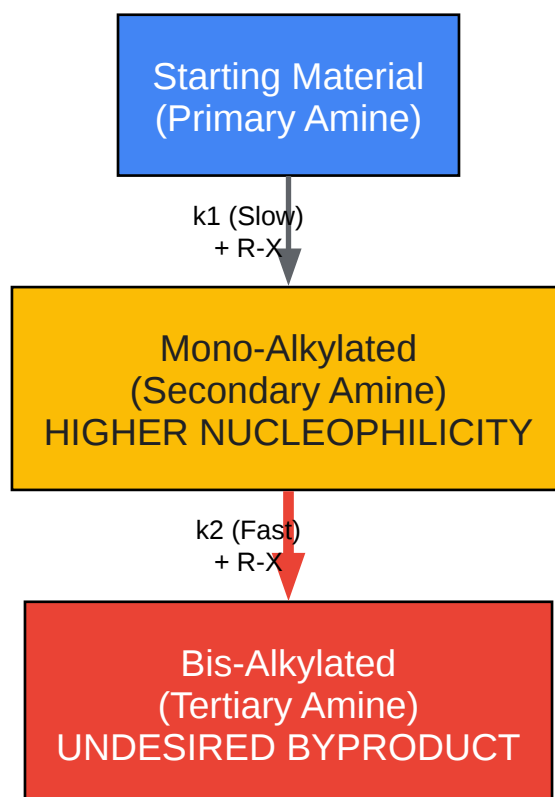 Starting Material
(Primary Amine)
k1 (Slow)
+ R-X
Mono-Alkylated
(Secondary Amine)
HIGHER NUCLEOPHILICITY
k2 (Fast)
+ R-X
Bis-Alkylated
(Tertiary Amine)
UNDESIRED BYPRODUCT